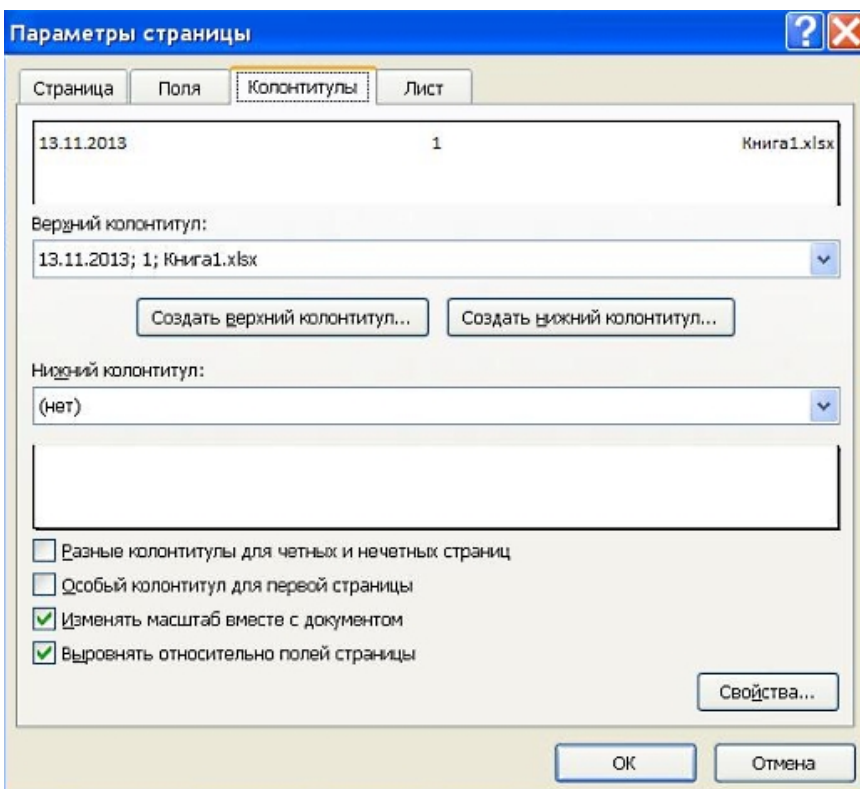 Параметры страницы
Страница Поля Колонтитулы Лист
13.11.2013 1 Книга1.xlsx
Верхний колонтитул:
13.11.2013; 1; Книга1.xlsx
Создать верхний колонтитул... Создать нижний колонтитул...
Нижний колонтитул:
(нет)
Разные колонтитулы для четных и нечетных страниц
Особый колонтитул для первой страницы
Изменять масштаб вместе с документом
Выровнять относительно полей страницы
Свойства...
ОК Отмена